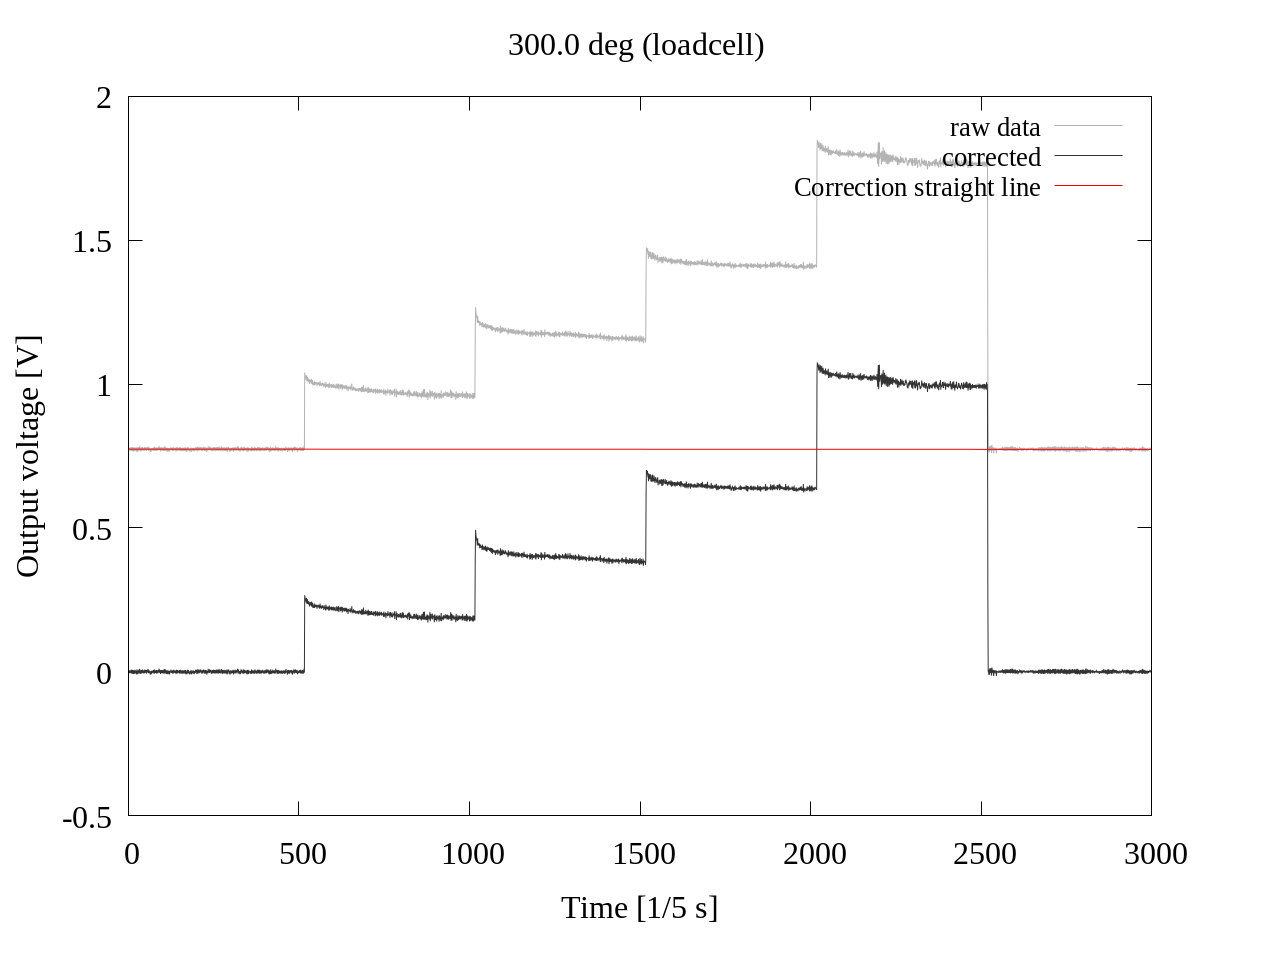 300.0 deg (loadcell)
2
1.5
1
0.5
0
-0.5
Output voltage [V]
raw data
corrected
Correction straight line
0 500 1000 1500 2000 2500 3000
Time [1/5 s]